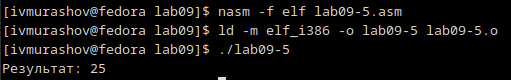 [ivmurashov@fedora lab09]$ nasm -f elf lab09-5.asm
[ivmurashov@fedora lab09]$ ld -m elf_i386 -o lab09-5 lab09-5.o
[ivmurashov@fedora lab09]$ ./lab09-5
Результат: 25